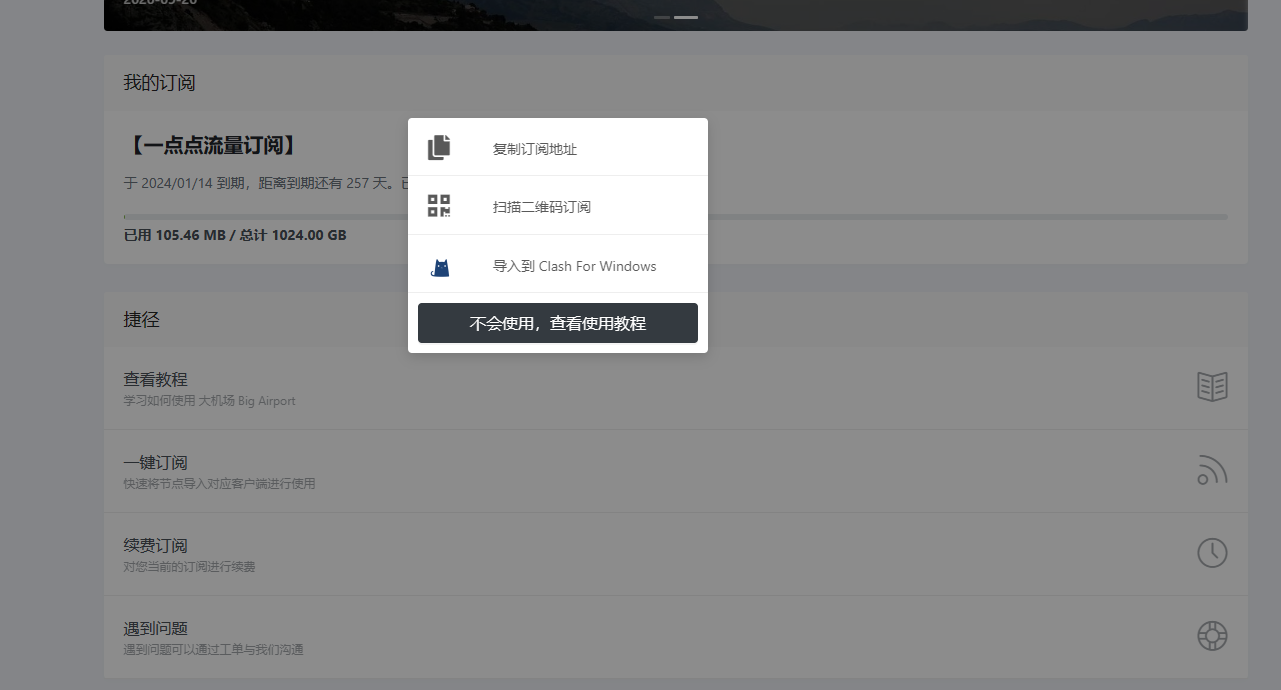 我的订阅
【一点点流量订阅】
于 2024/01/14 到期，距离到期还有 257 天。已
已用 105.46 MB / 总计 1024.00 GB
复制订阅地址
扫描二维码订阅
导入到 Clash For Windows
不会使用，查看使用教程
捷径
查看教程
学习如何使用 大机场 Big Airport
一键订阅
快速将节点导入对应客户端进行使用
续费订阅
对您当前的订阅进行续费
遇到问题
遇到问题可以通过工单与我们沟通